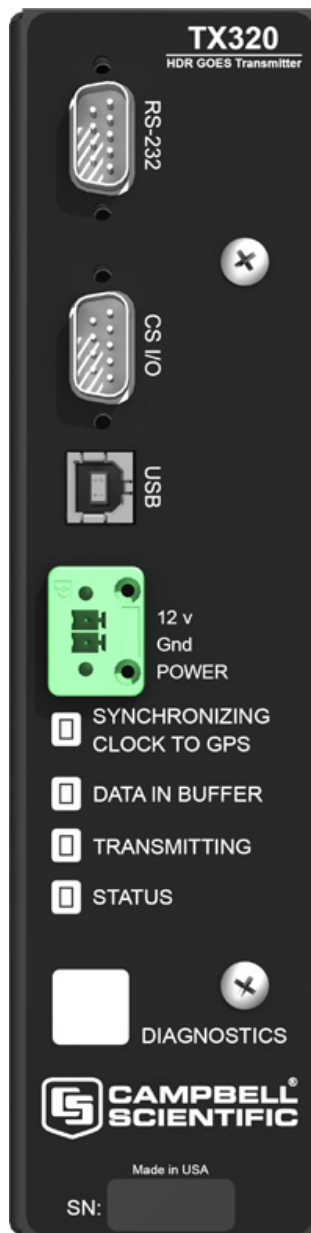 TX320
HDR GOES Transmitter
RS-232
CS I/O
USB
12 v
Gnd
POWER
SYNCHRONIZING
CLOCK TO GPS
DATA IN BUFFER
TRANSMITTING
STATUS
DIAGNOSTICS
CAMPBELL®
SCIENTIFIC
Made in USA
SN: